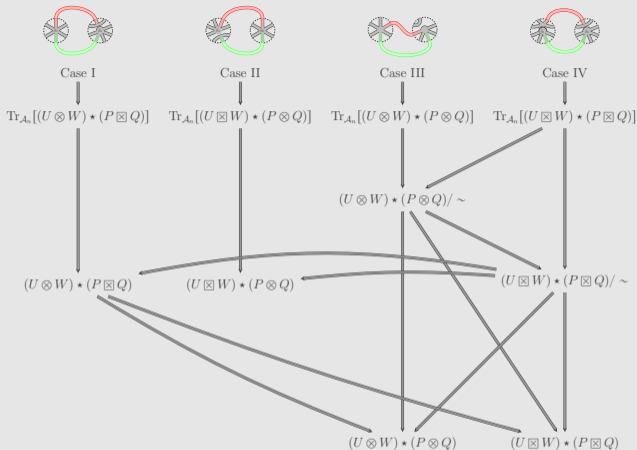 Case I
Case II
Case III
Case IV
Tr_{𝒜_n}[(U ⊗ W) ⋆ (P ⊠ Q)]
Tr_{𝒜_n}[(U ⊠ W) ⋆ (P ⊗ Q)]
Tr_{𝒜_n}[(U ⊗ W) ⋆ (P ⊗ Q)]
Tr_{𝒜_n}[(U ⊠ W) ⋆ (P ⊠ Q)]
(U ⊗ W) ⋆ (P ⊗ Q)/ ∼
(U ⊗ W) ⋆ (P ⊠ Q)
(U ⊠ W) ⋆ (P ⊗ Q)
(U ⊠ W) ⋆ (P ⊠ Q)/ ∼
(U ⊗ W) ⋆ (P ⊗ Q)
(U ⊠ W) ⋆ (P ⊠ Q)